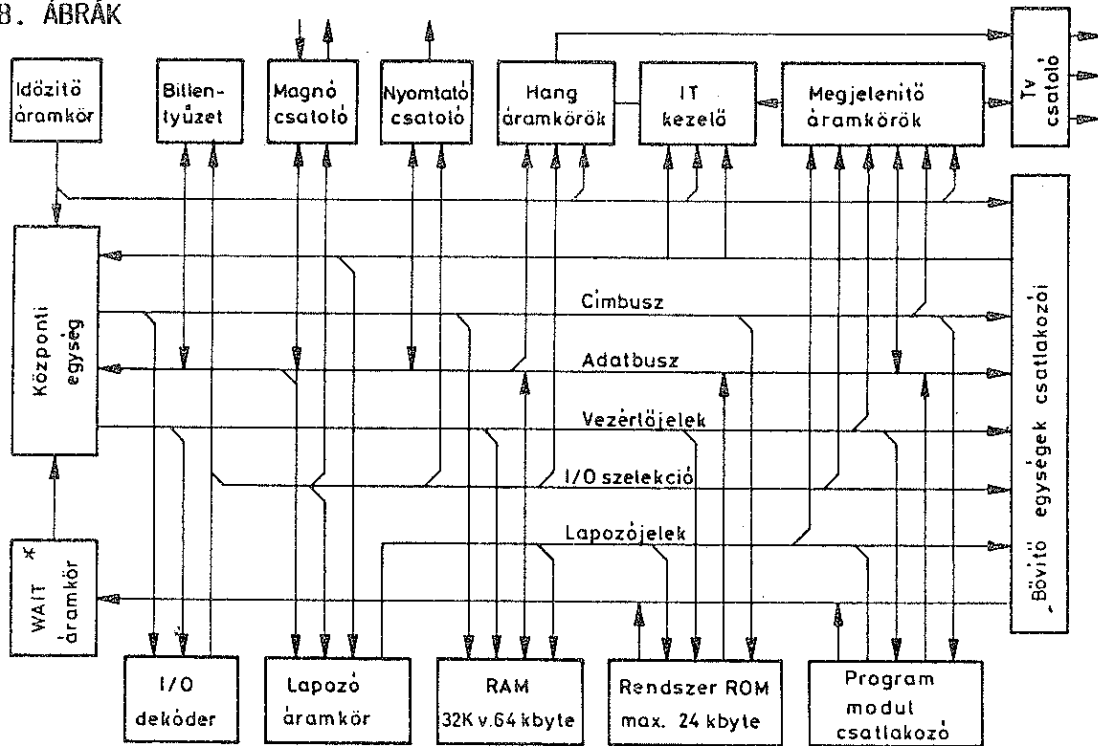 B. ÁBRÁK
Időzítő
áramkör
Billen-
tyűzet
Magnó
csatoló
Nyomtató
csatoló
Hang
áramkörök
IT
kezelő
Megjelenítő
áramkörök
Tv
csatoló
Központi
egység
Címbusz
Adatbusz
Vezérlőjelek
I/O szelekció
Lapozójelek
Bővítő egységek csatlakozói
WAIT *
áramkör
I/O
dekóder
Lapozó
áramkör
RAM
32K v.64 kbyte
Rendszer ROM
max. 24 kbyte
Program
modul
csatlakozó